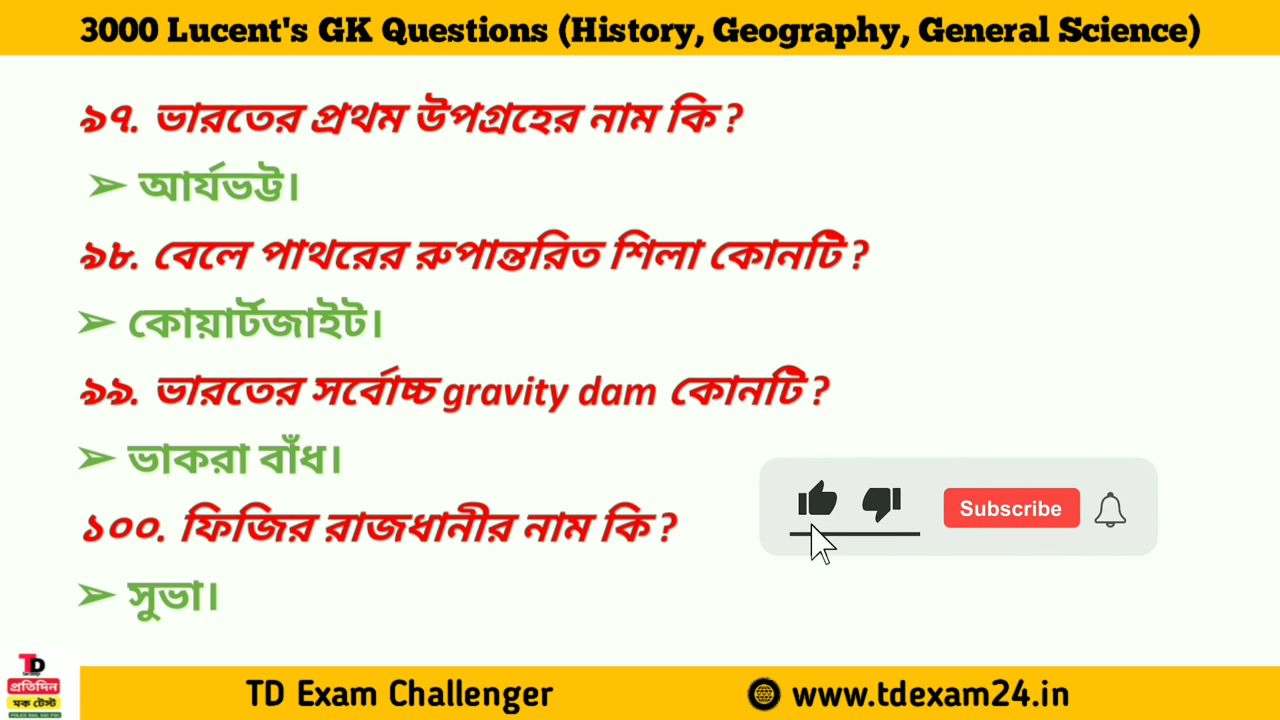 3000 Lucent's GK Questions (History, Geography, General Science)
৯৭. ভারতের প্রথম উপগ্রহের নাম কি ?
➢ আর্যভট্ট।
৯৮. বেলে পাথরের রুপান্তরিত শিলা কোনটি ?
➢ কোয়ার্টজাইট।
৯৯. ভারতের সর্বোচ্চ gravity dam কোনটি ?
➢ ভাকরা বাঁধ।
১০০. ফিজির রাজধানীর নাম কি ?
➢ সুভা।
Subscribe
TD
প্রতিদিন
মক টেস্ট
TD Exam Challenger
www.tdexam24.in